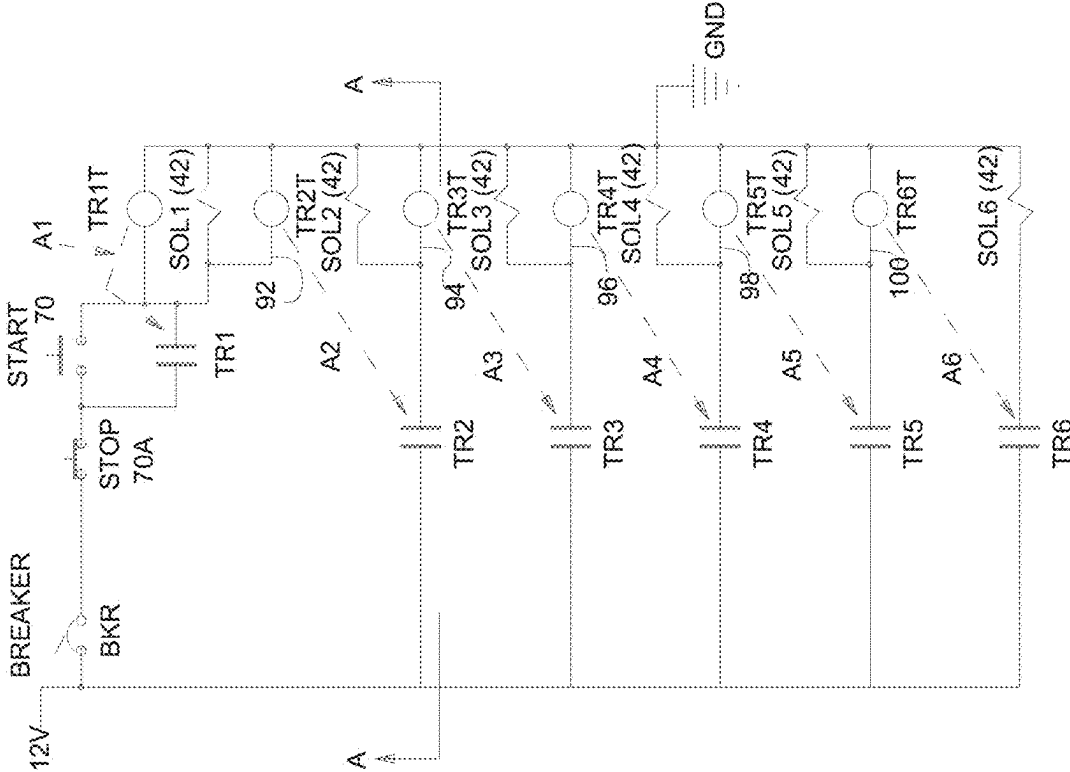 12V
BREAKER
BKR
STOP
70A
START
70
TR1
A1
TR1T
SOL1 (42)
92
TR2T
SOL2 (42)
A
A
A2
TR2
94
TR3T
SOL3 (42)
A3
TR3
96
TR4T
SOL4 (42)
GND
A4
TR4
98
TR5T
SOL5 (42)
A5
TR5
100
TR6T
A6
TR6
SOL6 (42)